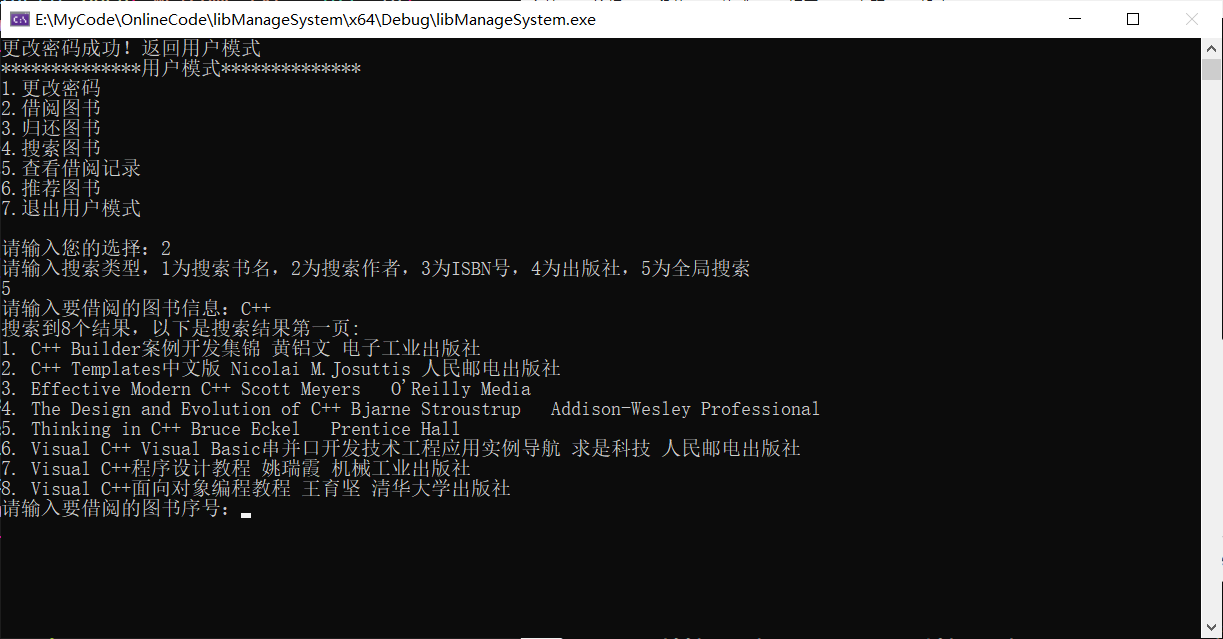 E:\MyCode\OnlineCode\libManageSystem\x64\Debug\libManageSystem.exe
更改密码成功！返回用户模式
**************用户模式**************
1.更改密码
2.借阅图书
3.归还图书
4.搜索图书
5.查看借阅记录
6.推荐图书
7.退出用户模式
请输入您的选择：2
请输入搜索类型，1为搜索书名，2为搜索作者，3为ISBN号，4为出版社，5为全局搜索
5
请输入要借阅的图书信息：C++
搜索到8个结果，以下是搜索结果第一页：
1. C++ Builder案例开发集锦 黄铝文 电子工业出版社
2. C++ Templates中文版 Nicolai M.Josuttis 人民邮电出版社
3. Effective Modern C++ Scott Meyers   O'Reilly Media
4. The Design and Evolution of C++ Bjarne Stroustrup   Addison-Wesley Professional
5. Thinking in C++ Bruce Eckel   Prentice Hall
6. Visual C++ Visual Basic串并口开发技术工程应用实例导航 求是科技 人民邮电出版社
7. Visual C++程序设计教程 姚瑞霞 机械工业出版社
8. Visual C++面向对象编程教程 王育坚 清华大学出版社
请输入要借阅的图书序号：